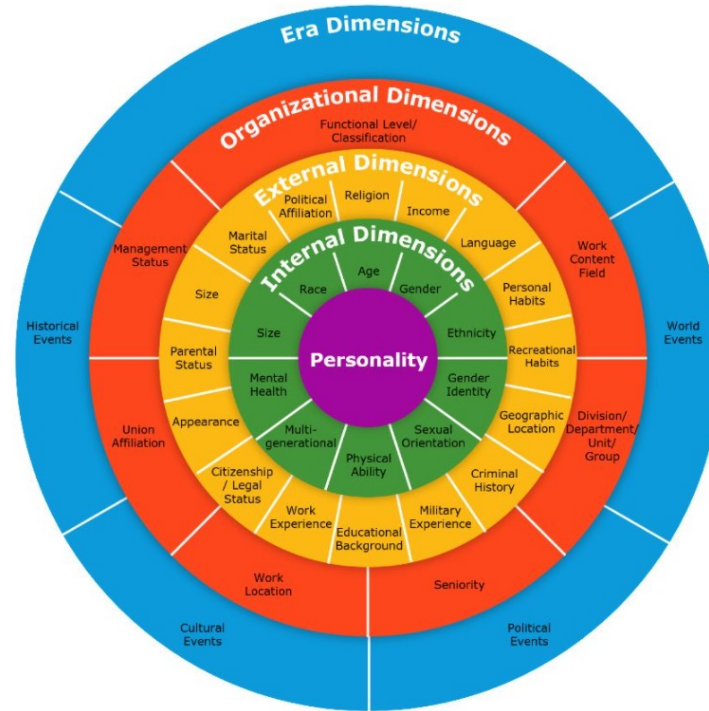 Era Dimensions
Organizational Dimensions
Functional Level/
Classification
External Dimensions
Religion
Political
Affiliation
Income
Marital
Status
Language
Internal Dimensions
Management
Status
Work
Content
Field
Age
Race
Gender
Size
Personal
Habits
Historical
Events
World
Events
Size
Ethnicity
Personality
Parental
Status
Recreational
Habits
Mental
Health
Gender
Identity
Appearance
Geographic
Location
Union
Affiliation
Division/
Department/
Unit/
Group
Multi-
generational
Sexual
Orientation
Physical
Ability
Citizenship
/ Legal
Status
Criminal
History
Work
Experience
Military
Experience
Educational
Background
Work
Location
Seniority
Cultural
Events
Political
Events